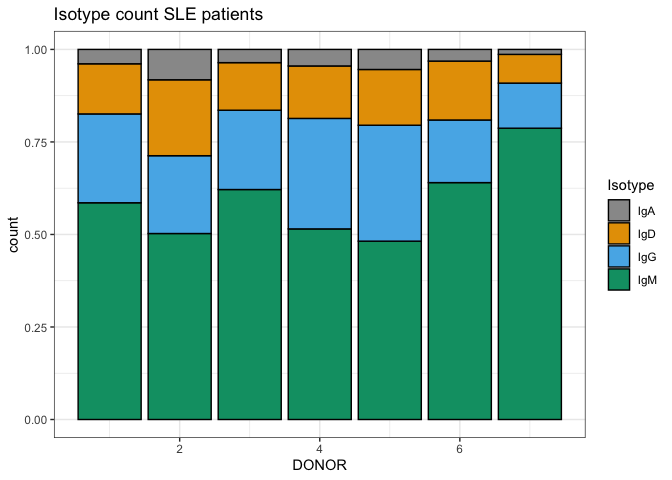 Isotype count SLE patients
1.00
0.75
0.50
0.25
0.00
count
2 4 6
DONOR
Isotype
IgA
IgD
IgG
IgM